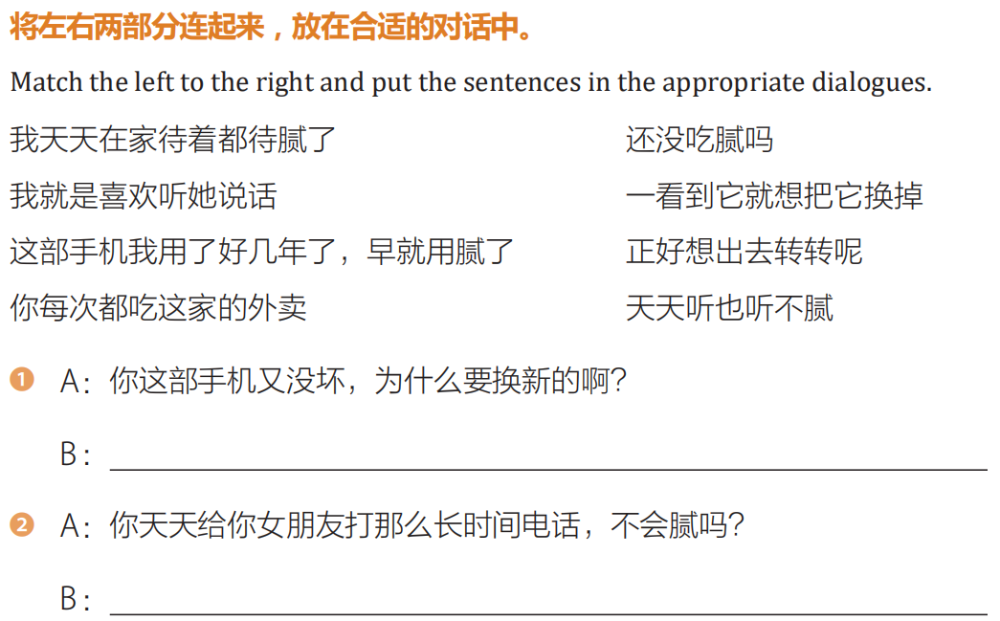 将左右两部分连起来，放在合适的对话中。
Match the left to the right and put the sentences in the appropriate dialogues.
我天天在家待着都待腻了 还没吃腻吗
我就是喜欢听她说话 一看到它就想把它换掉
这部手机我用了好几年了，早就用腻了 正好想出去转转呢
你每次都吃这家的外卖 天天听也听不腻
1 A：你这部手机又没坏，为什么要换新的啊？
B：
2 A：你天天给你女朋友打那么长时间电话，不会腻吗？
B：